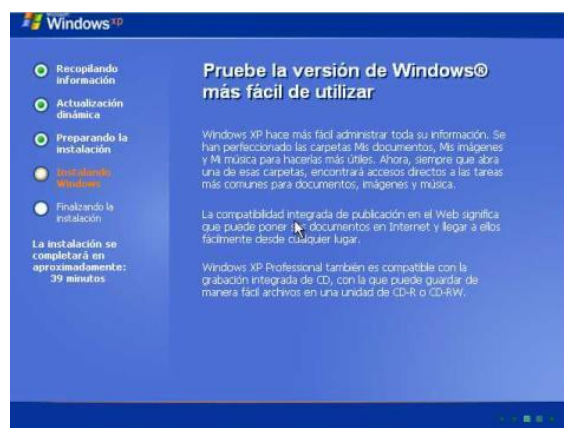 Microsoft
Windows xp
Recopilando
información
Actualización
dinámica
Preparando la
instalación
Instalando
Windows
Finalizando la
instalación
La instalación se
completará en
aproximadamente:
39 minutos
Pruebe la versión de Windows®
más fácil de utilizar
Windows XP hace más fácil administrar toda su información. Se
han perfeccionado las carpetas Mis documentos, Mis imágenes
y Mi música para hacerlas más útiles. Ahora, siempre que abra
una de esas carpetas, encontrará accesos directos a las tareas
más comunes para documentos, imágenes y música.
La compatibilidad integrada de publicación en el Web significa
que puede poner sus documentos en Internet y llegar a ellos
fácilmente desde cualquier lugar.
Windows XP Professional también es compatible con la
grabación integrada de CD, con la que puede guardar de
manera fácil archivos en una unidad de CD-R o CD-RW.